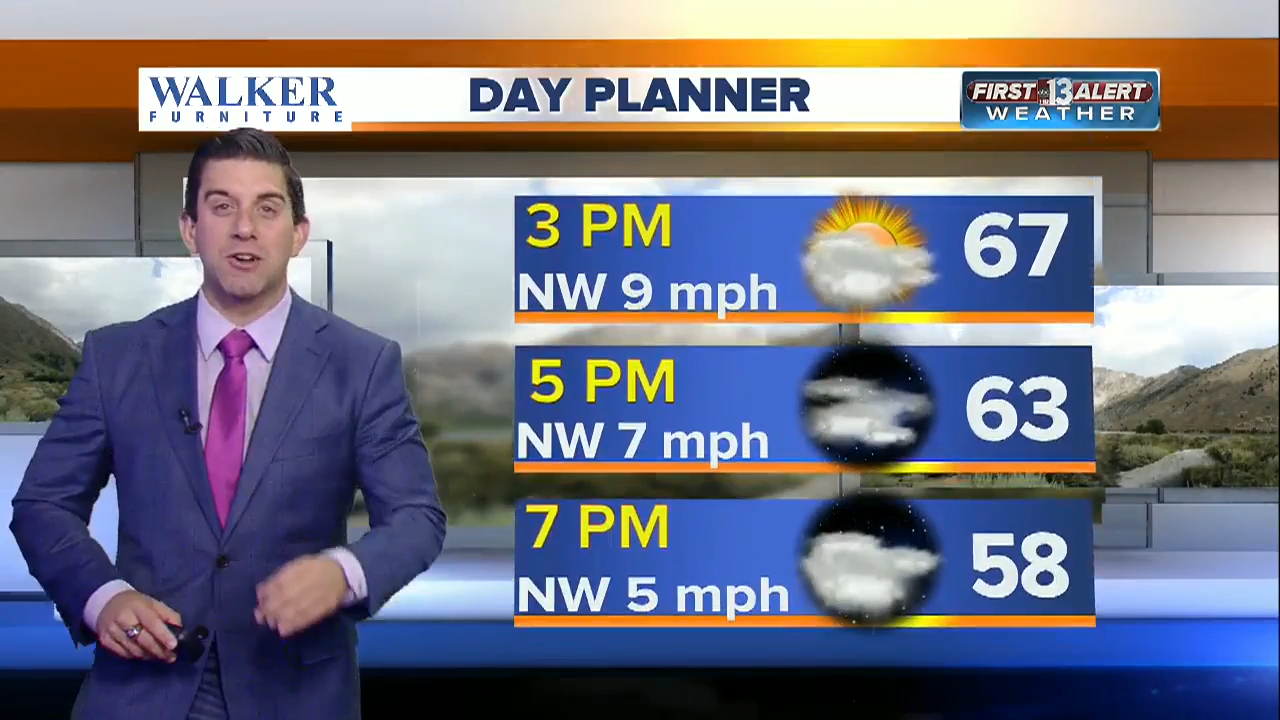 WALKER
FURNITURE
DAY PLANNER
FIRST abc 13 ALERT
WEATHER
3 PM
NW 9 mph
67
5 PM
NW 7 mph
63
7 PM
NW 5 mph
58